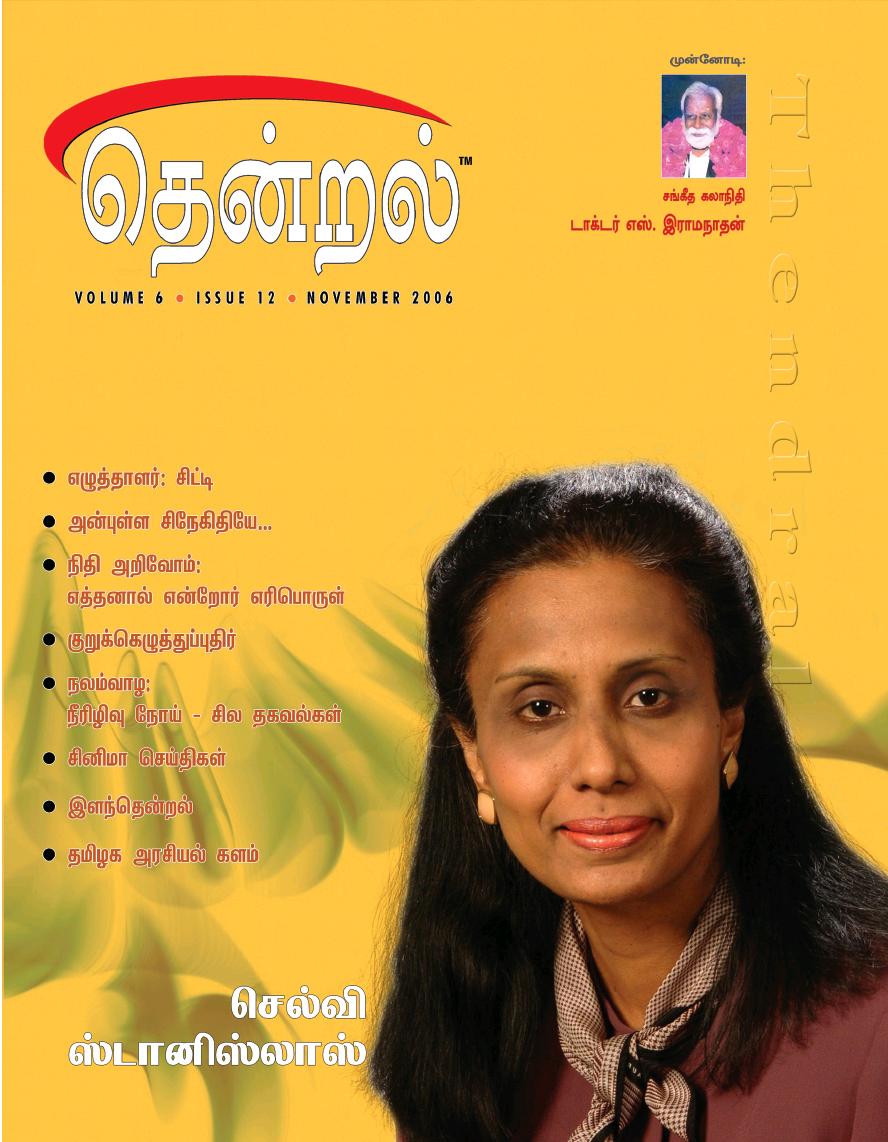 முன்னோடி:
தென்றல்™
சங்கீத கலாநிதி
டாக்டர் எஸ். இராமநாதன்
VOLUME 6 • ISSUE 12 • NOVEMBER 2006
Thendral
• எழுத்தாளர்: சிட்டி
• அன்புள்ள சிநேகிதியே...
• நிதி அறிவோம்:
எத்தனால் என்றோர் எரிபொருள்
• குறுக்கெழுத்துப்புதிர்
• நலம்வாழ:
நீரிழிவு நோய் - சில தகவல்கள்
• சினிமா செய்திகள்
• இளந்தென்றல்
• தமிழக அரசியல் களம்
செல்வி
ஸ்டானிஸ்லாஸ்